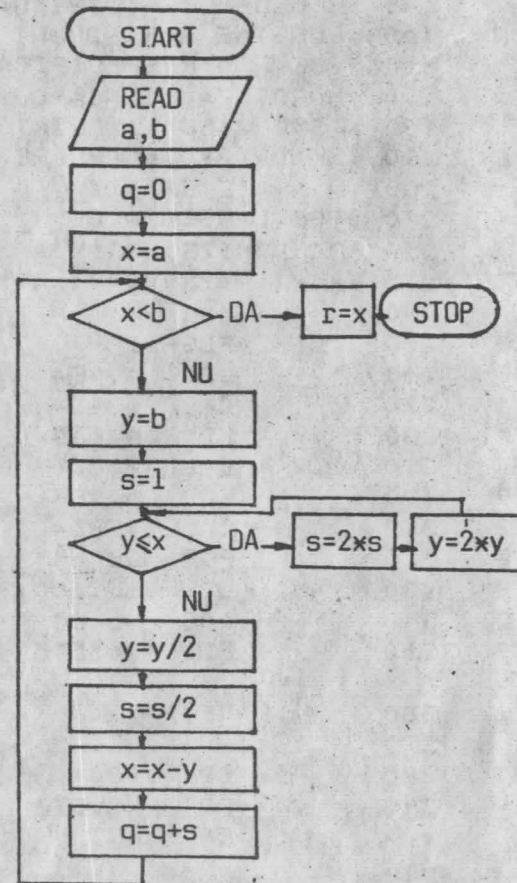 START
READ
a,b
q=0
x=a
x<b
DA
r=x
STOP
NU
y=b
s=1
y⩽x
DA
s=2*s
y=2*y
NU
y=y/2
s=s/2
x=x-y
q=q+s